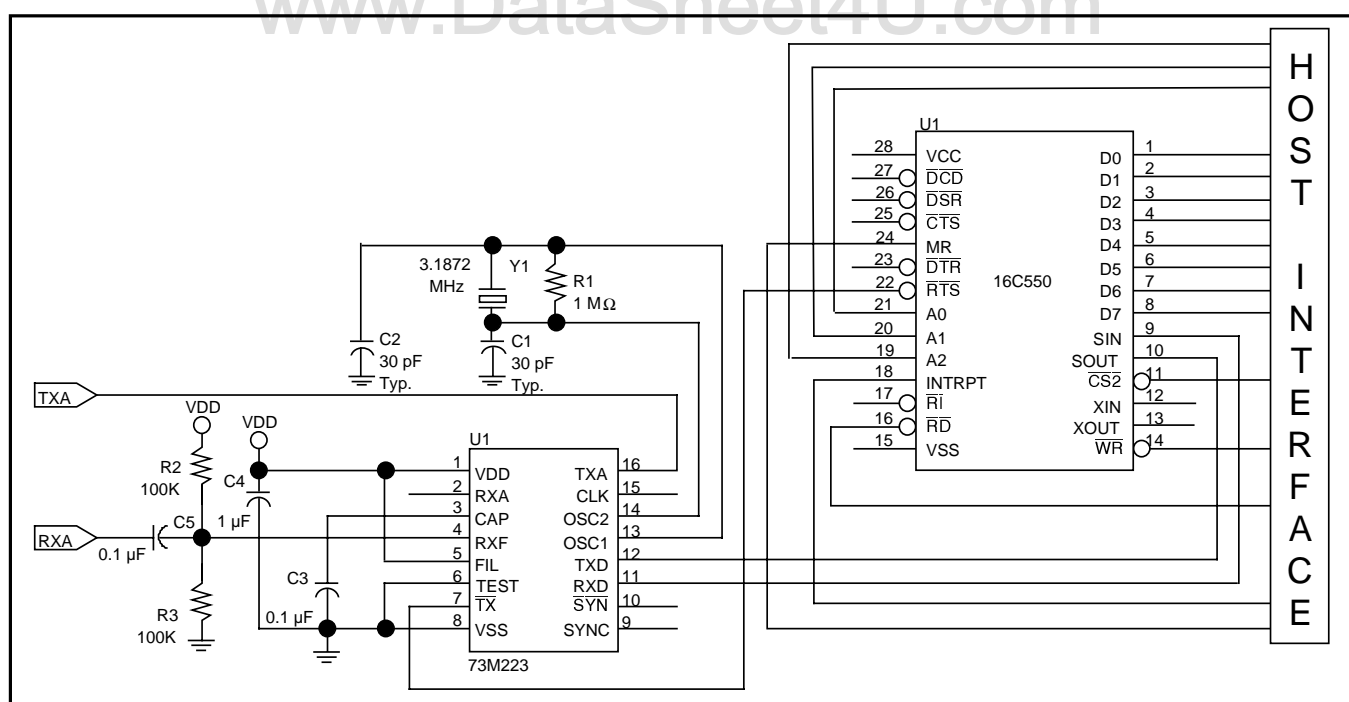 www.DataSheet4U.com
HOST INTERFACE
U1
28 VCC
27 DCD
26 DSR
25 CTS
24 MR
23 DTR
22 RTS
21 A0
20 A1
19 A2
18 INTRPT
17 RI
16 RD
15 VSS
16C550
D0 1
D1 2
D2 3
D3 4
D4 5
D5 6
D6 7
D7 8
SIN 9
SOUT 10
CS2 11
XIN 12
XOUT 13
WR 14
3.1872
MHz
Y1
R1
1 MΩ
C2
30 pF
Typ.
C1
30 pF
Typ.
TXA
VDD
VDD
R2
100K
C4
1 µF
RXA
C5
0.1 µF
R3
100K
C3
0.1 µF
U1
1 VDD
2 RXA
3 CAP
4 RXF
5 FIL
6 TEST
7 TX
8 VSS
TXA 16
CLK 15
OSC2 14
OSC1 13
TXD 12
RXD 11
SYN 10
SYNC 9
73M223